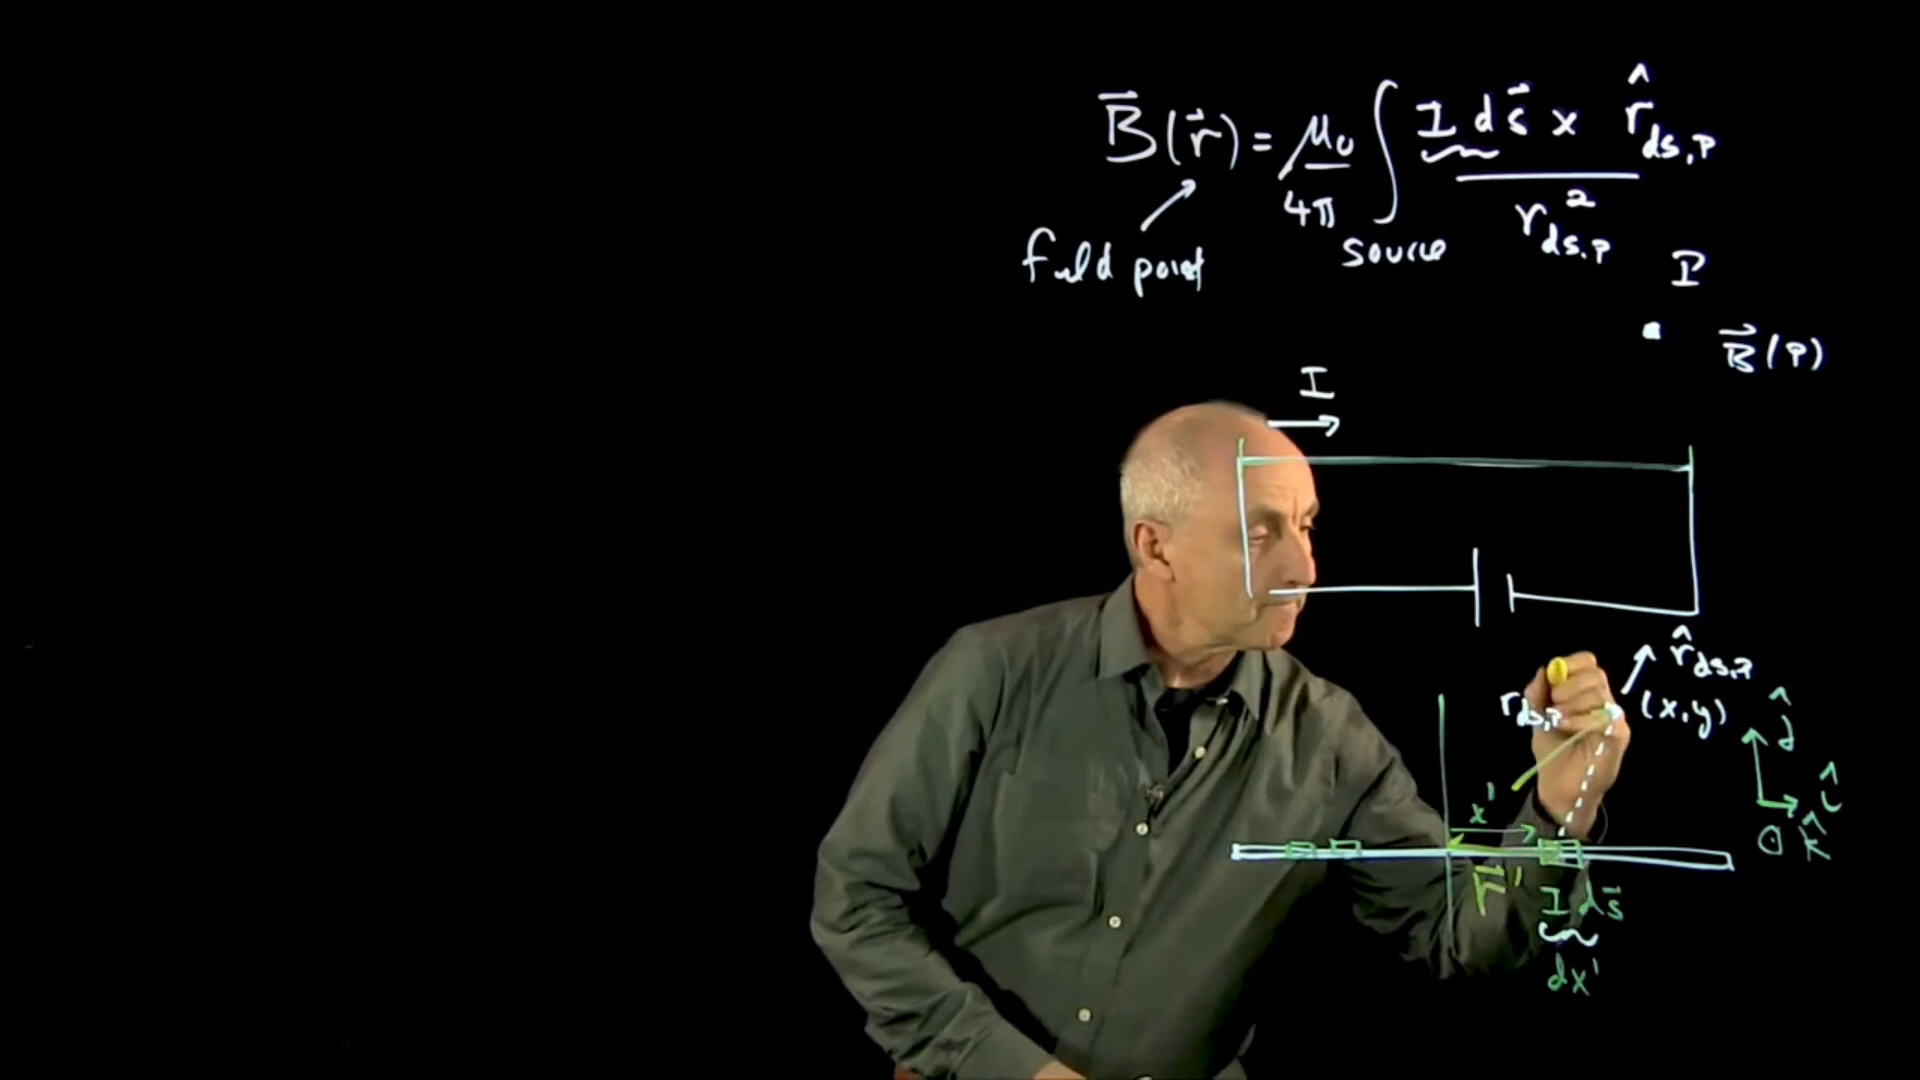 B⃗(r⃗) = μ₀/4π ∫ I ds⃗ × r̂ds,P / r²ds,P
field point
source
P
B⃗(P)
I
r̂ds,P
rds,P
(x,y)
ĵ
x'
î
k̂
r⃗'
I ds⃗
dx'